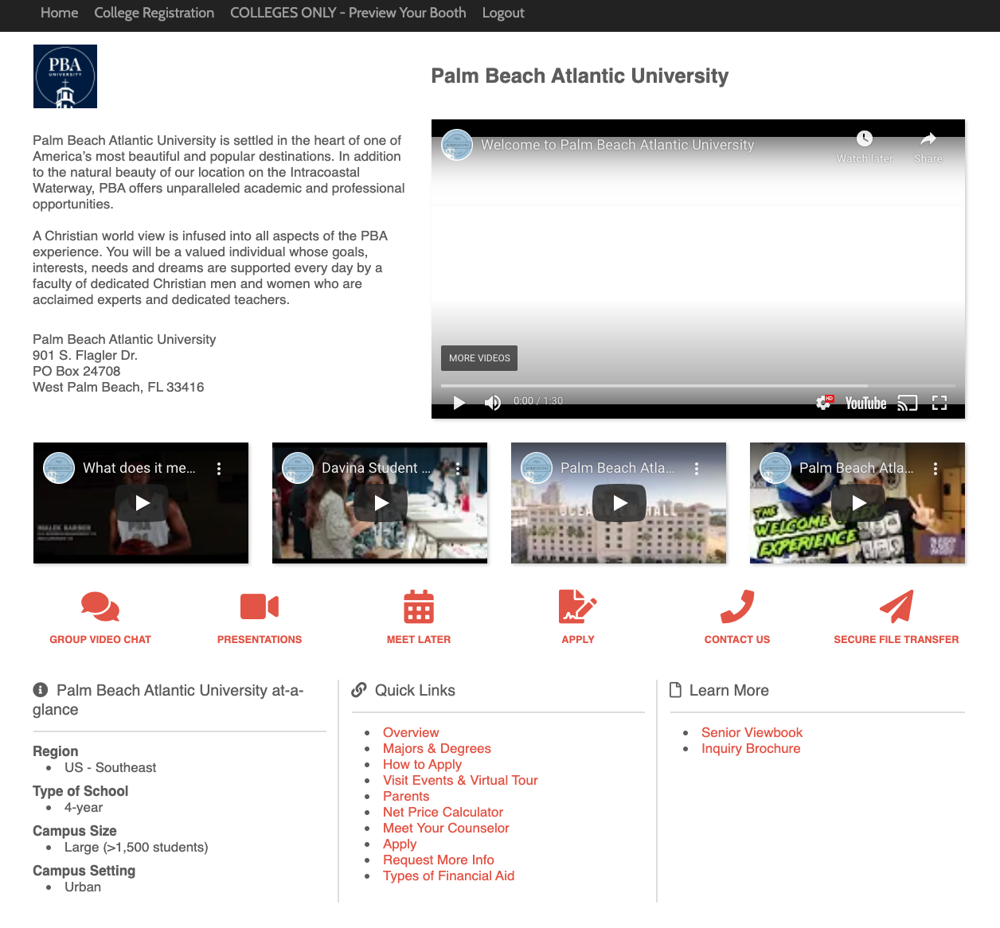 Home College Registration COLLEGES ONLY - Preview Your Booth Logout
PBA
UNIVERSITY
Palm Beach Atlantic University
Palm Beach Atlantic University is settled in the heart of one of
America's most beautiful and popular destinations. In addition
to the natural beauty of our location on the Intracoastal
Waterway, PBA offers unparalleled academic and professional
opportunities.
A Christian world view is infused into all aspects of the PBA
experience. You will be a valued individual whose goals,
interests, needs and dreams are supported every day by a
faculty of dedicated Christian men and women who are
acclaimed experts and dedicated teachers.
Palm Beach Atlantic University
901 S. Flagler Dr.
PO Box 24708
West Palm Beach, FL 33416
Welcome to Palm Beach Atlantic University
Watch later Share
MORE VIDEOS
0:00 / 1:30
HD
YouTube
What does it me...
MALEK BARBER
Davina Student ...
Palm Beach Atla...
Palm Beach Atla...
THE
WELCOME WEEK
EXPERIENCE
GROUP VIDEO CHAT
PRESENTATIONS
MEET LATER
APPLY
CONTACT US
SECURE FILE TRANSFER
Palm Beach Atlantic University at-a-
glance
Region
US - Southeast
Type of School
4-year
Campus Size
Large (>1,500 students)
Campus Setting
Urban
Quick Links
Overview
Majors & Degrees
How to Apply
Visit Events & Virtual Tour
Parents
Net Price Calculator
Meet Your Counselor
Apply
Request More Info
Types of Financial Aid
Learn More
Senior Viewbook
Inquiry Brochure